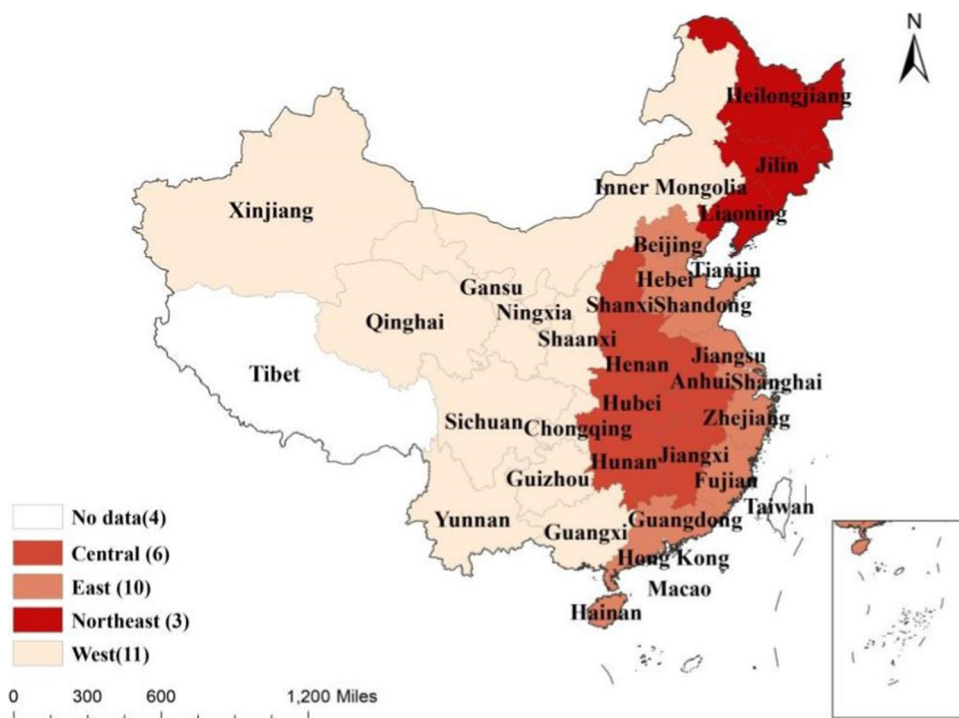 N
Heilongjiang
Jilin
Inner Mongolia
Xinjiang
Liaoning
Beijing
Tianjin
Hebei
Gansu
Shanxi
Shandong
Ningxia
Qinghai
Shaanxi
Jiangsu
Henan
Tibet
Anhui
Shanghai
Hubei
Zhejiang
Sichuan
Chongqing
Jiangxi
Hunan
Guizhou
Fujian
Taiwan
Yunnan
Guangdong
Guangxi
Hong Kong
Macao
Hainan
No data(4)
Central (6)
East (10)
Northeast (3)
West(11)
0 300 600 1,200 Miles